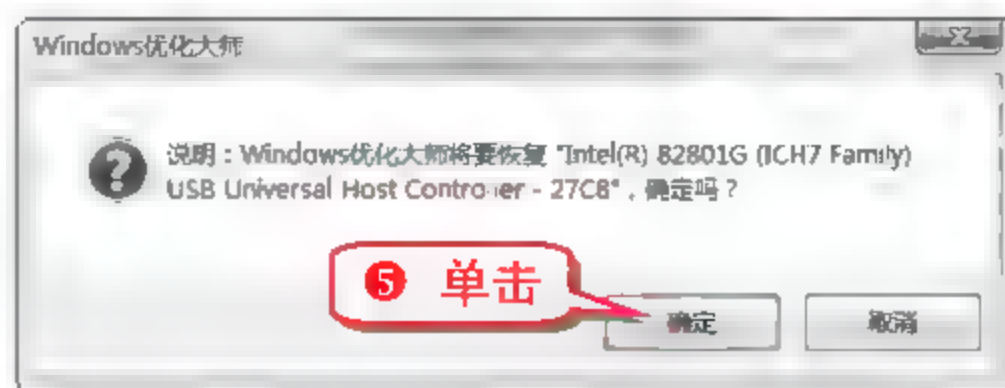 Windows优化大师
说明：Windows优化大师将要恢复 "Intel(R) 82801G (ICH7 Family)
USB Universal Host Controller - 27C8"，确定吗？
❺ 单击
确定
取消